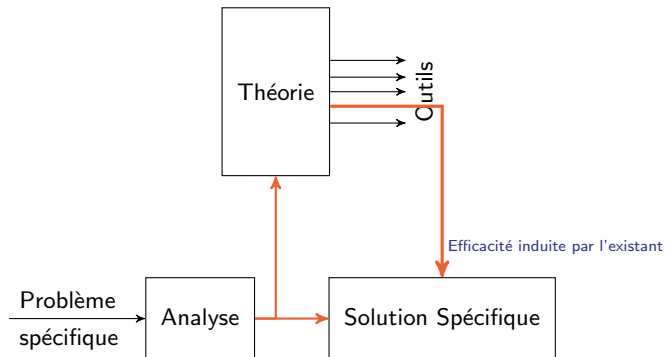 Théorie
Outils
Efficacité induite par l'existant
Problème
spécifique
Analyse
Solution Spécifique